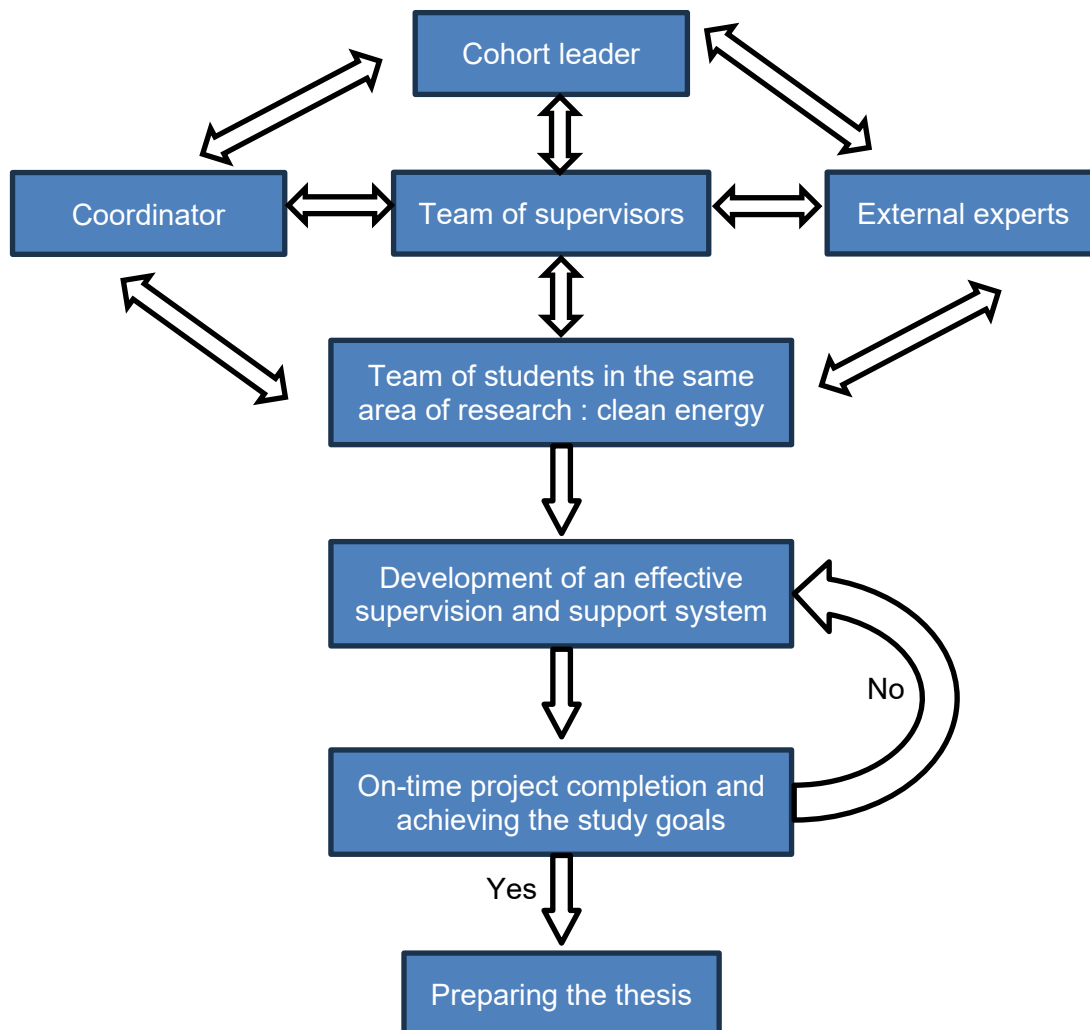 Cohort leader
Coordinator
Team of supervisors
External experts
Team of students in the same
area of research : clean energy
Development of an effective
supervision and support system
No
On-time project completion and
achieving the study goals
Yes
Preparing the thesis